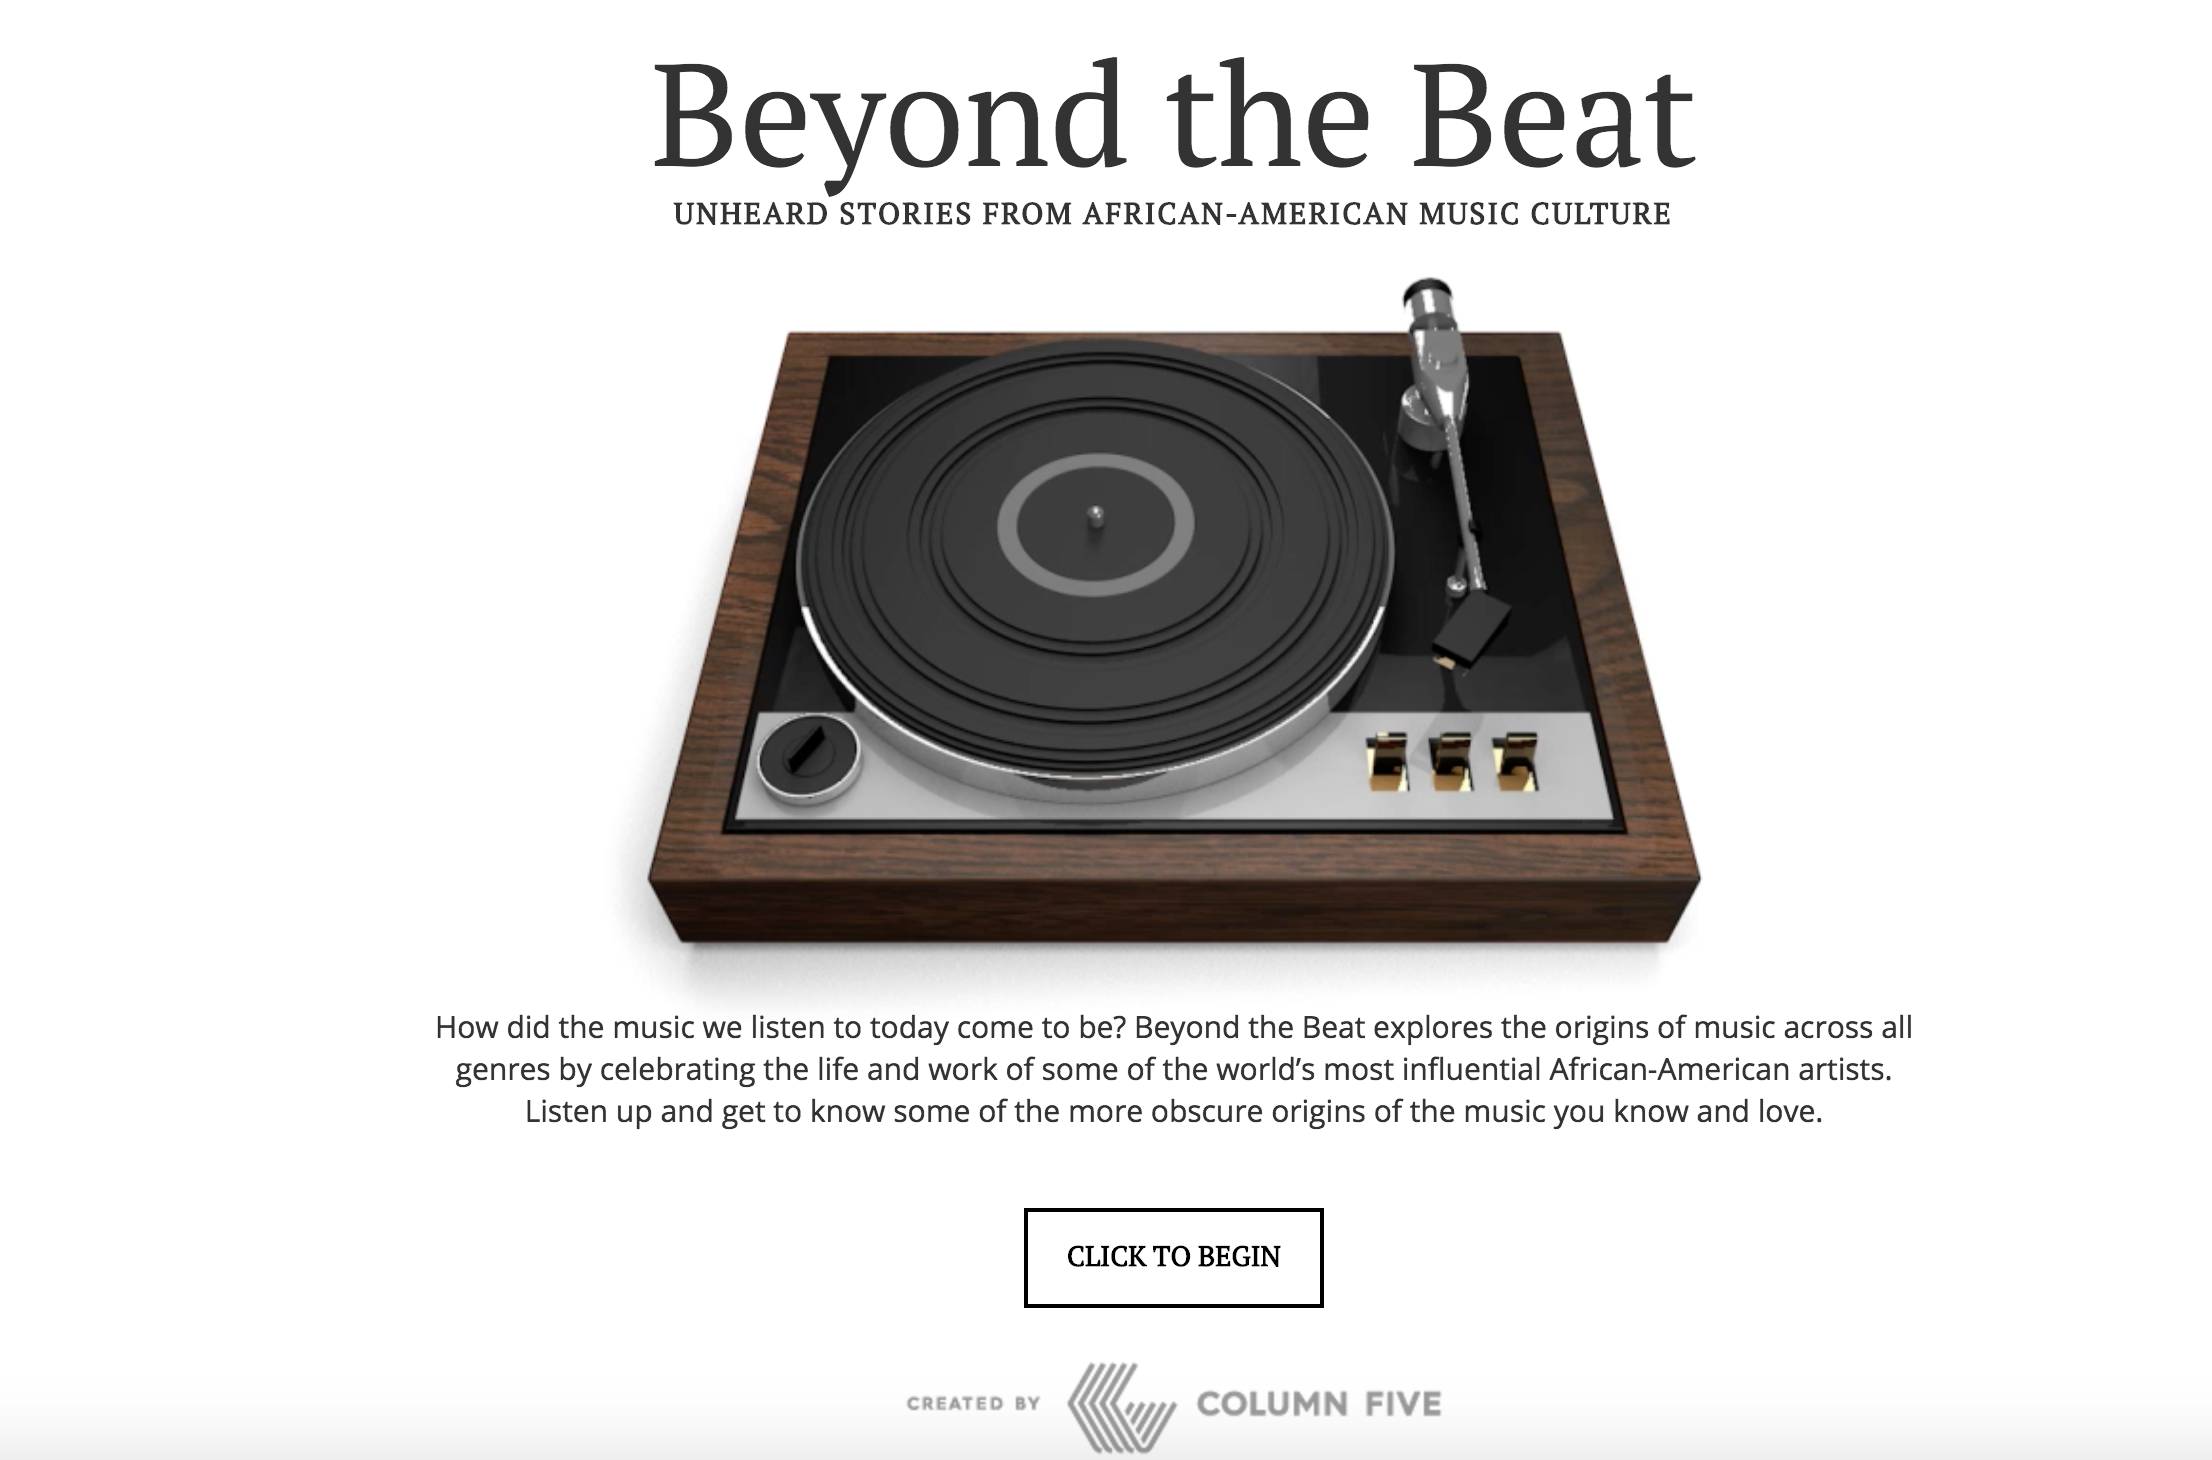 Beyond the Beat
UNHEARD STORIES FROM AFRICAN-AMERICAN MUSIC CULTURE
How did the music we listen to today come to be? Beyond the Beat explores the origins of music across all
genres by celebrating the life and work of some of the world’s most influential African-American artists.
Listen up and get to know some of the more obscure origins of the music you know and love.
CLICK TO BEGIN
CREATED BY COLUMN FIVE